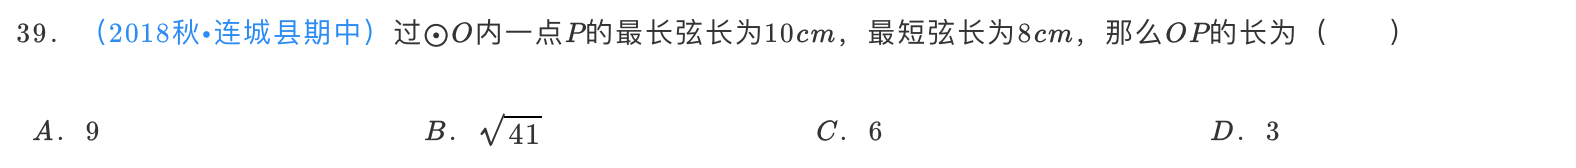 39. （2018秋•连城县期中）过⊙O内一点P的最长弦长为10cm，最短弦长为8cm，那么OP的长为（　　）
A. 9　B. √41　C. 6　D. 3